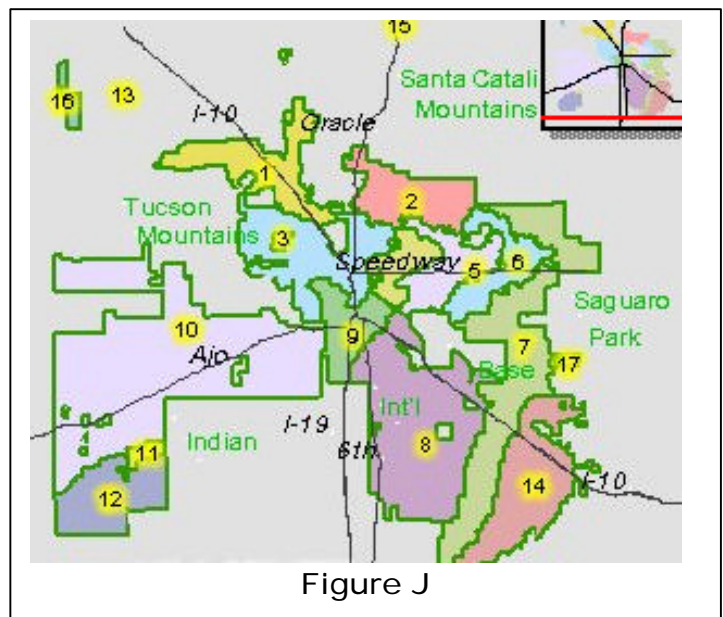 15
Santa Catali
Mountains
16
13
I-10
Oracle
1
2
Tucson
Mountains
3
Speedway
5
6
Saguaro
Park
10
9
7
17
Ajo
Base
Int'l
I-19
Indian
8
6th
11
12
14
I-10
Figure J